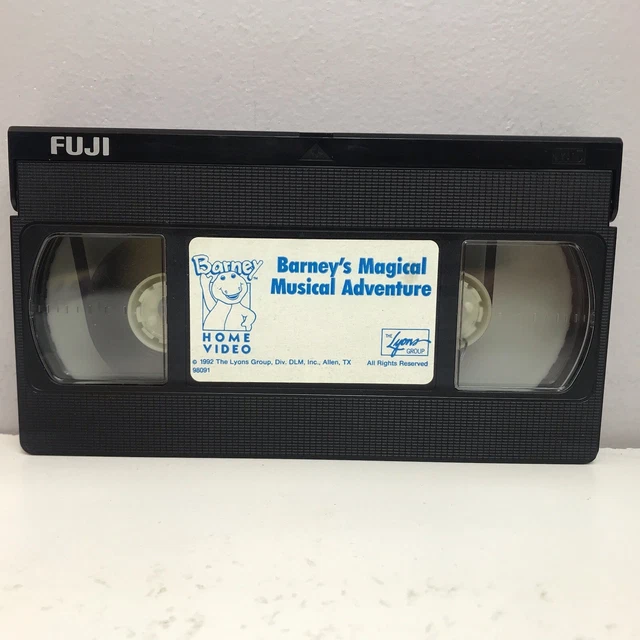 FUJI
Barney
HOME
VIDEO
Barney's Magical
Musical Adventure
THE
Lyons
GROUP
© 1992 The Lyons Group, Div. DLM, Inc., Allen, TX
All Rights Reserved
98091